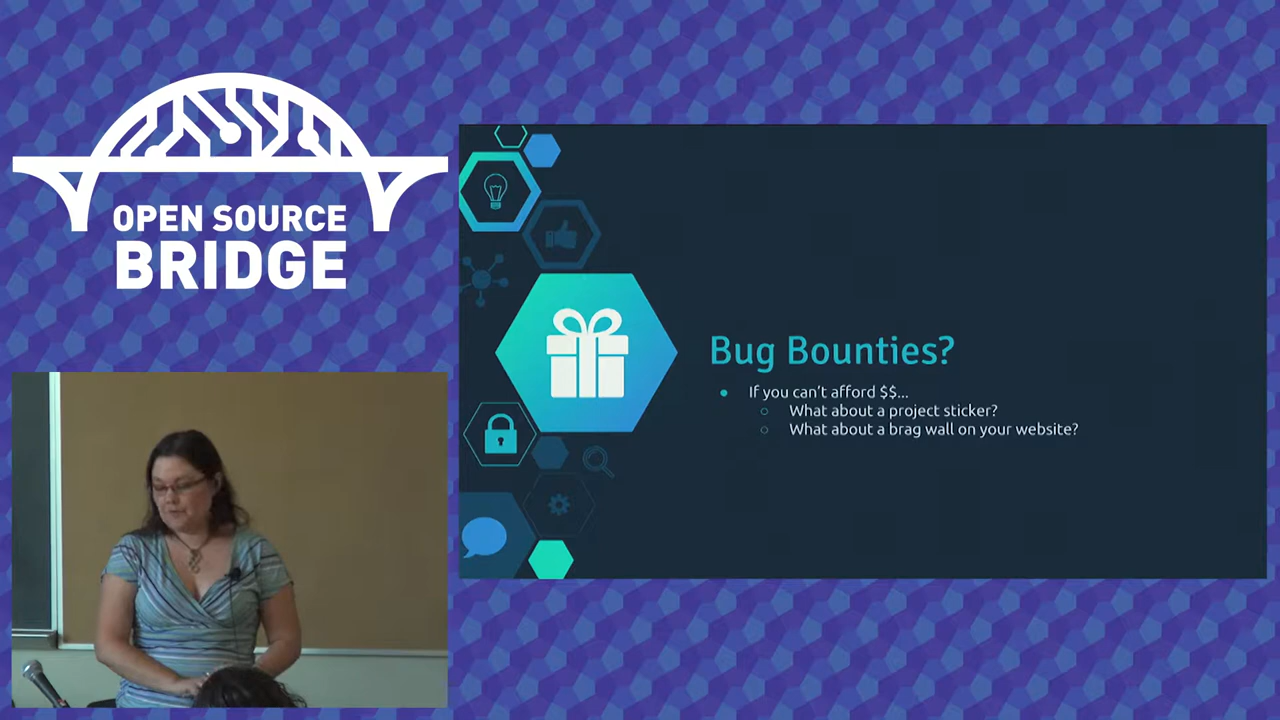 OPEN SOURCE
BRIDGE
Bug Bounties?
If you can't afford $$...
What about a project sticker?
What about a brag wall on your website?